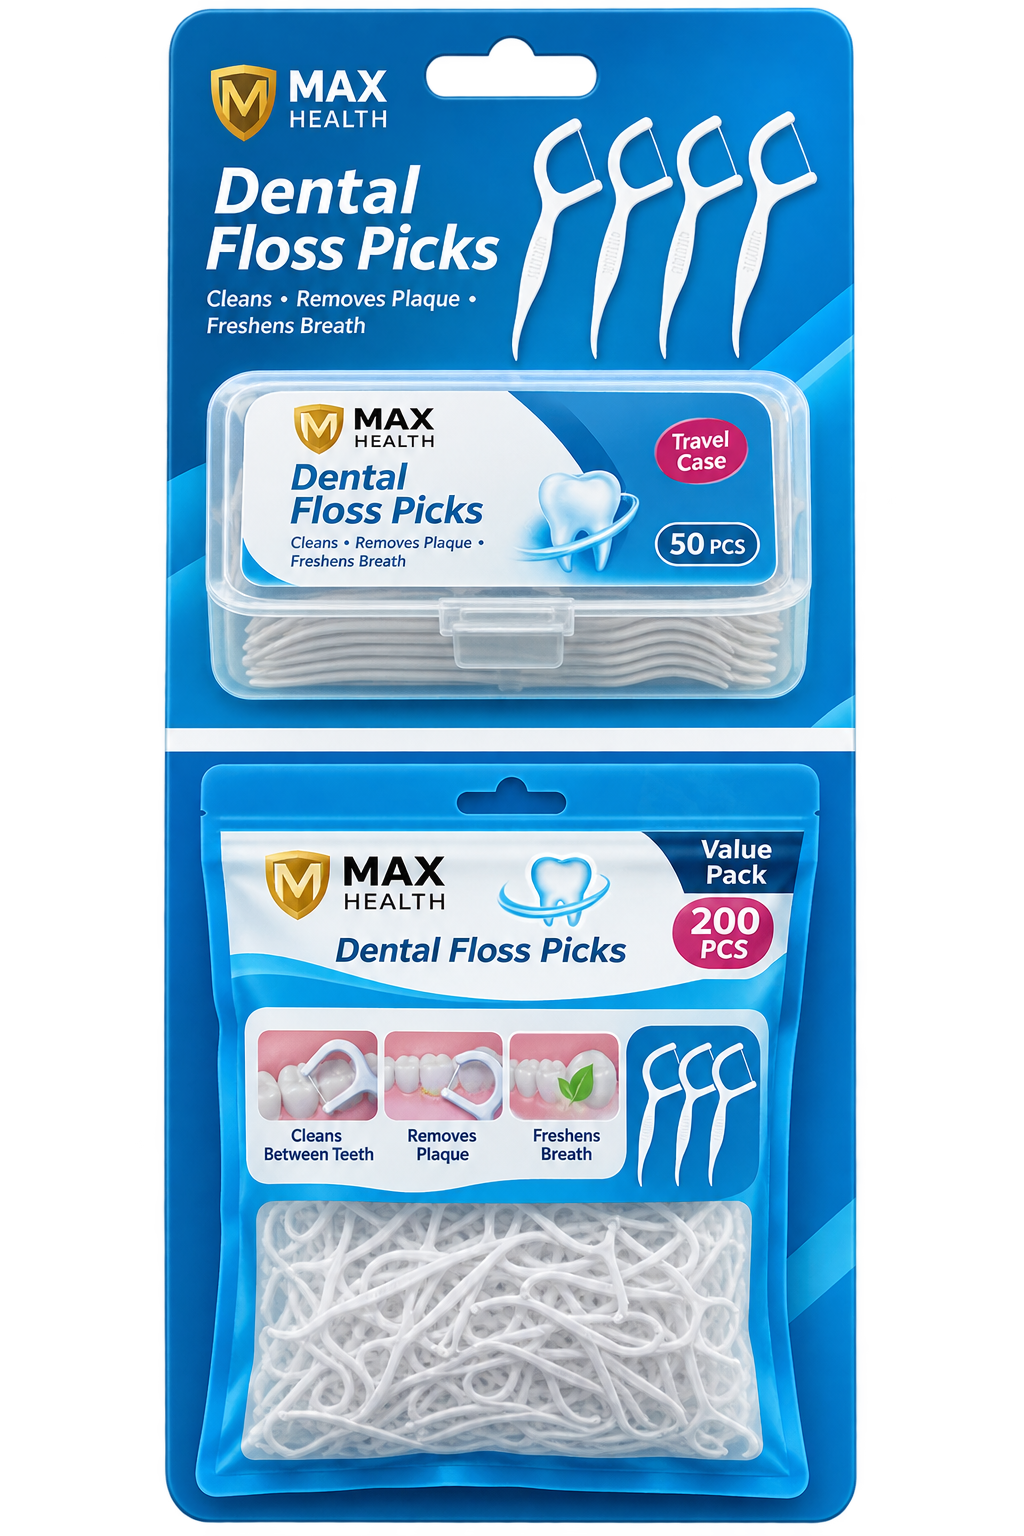 MAX
HEALTH
Dental
Floss Picks
Cleans • Removes Plaque •
Freshens Breath
MAX
HEALTH
Dental
Floss Picks
Cleans • Removes Plaque •
Freshens Breath
Travel
Case
50 PCS
MAX
HEALTH
Dental Floss Picks
Value
Pack
200
PCS
Cleans
Between Teeth
Removes
Plaque
Freshens
Breath